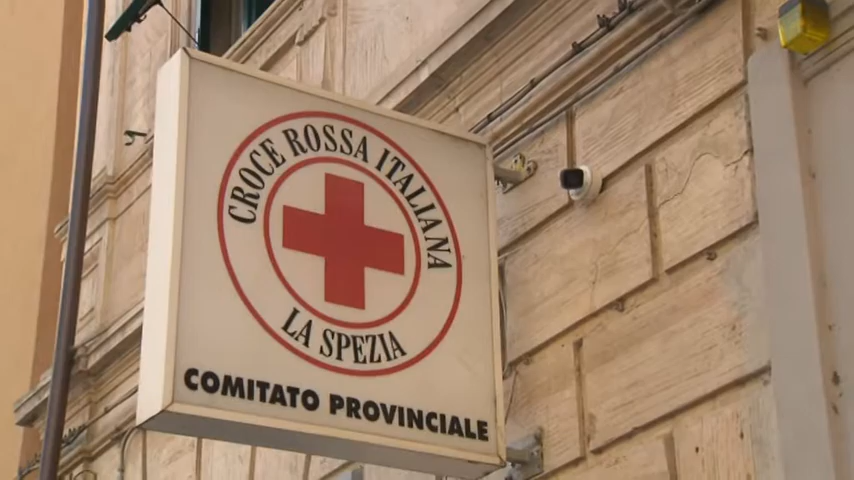 CROCE ROSSA ITALIANA
LA SPEZIA
COMITATO PROVINCIALE